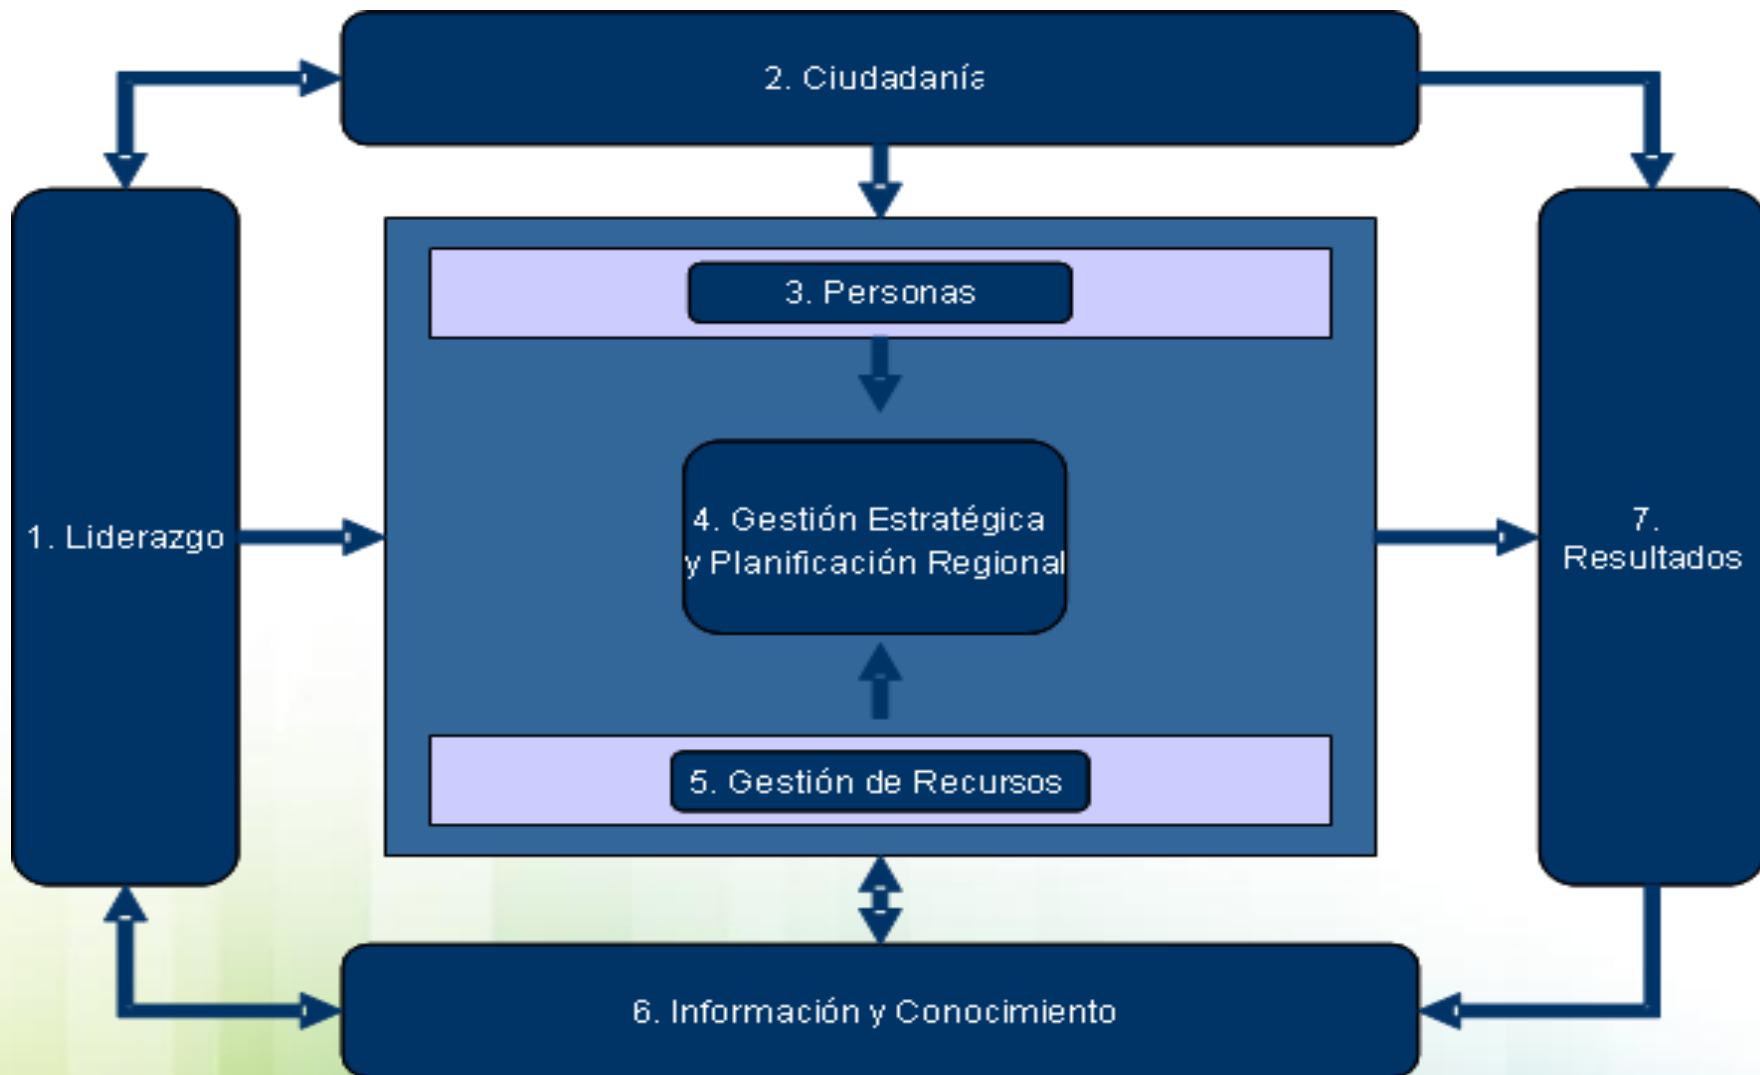 2. Ciudadanía
3. Personas
1. Liderazgo
4. Gestión Estratégica
y Planificación Regional
7.
Resultados
5. Gestión de Recursos
6. Información y Conocimiento